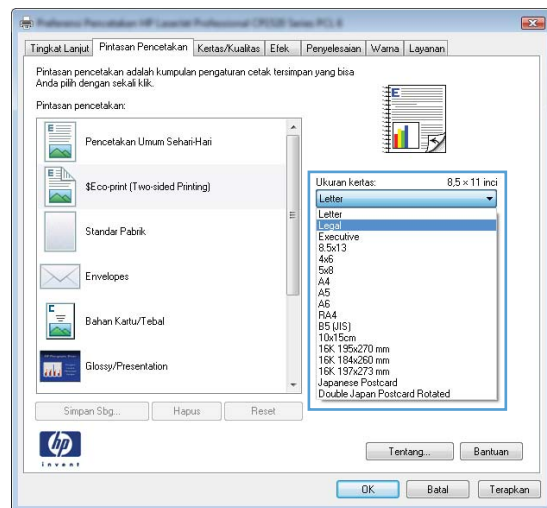 Tingkat Lanjut Pintasan Pencetakan Kertas/Kualitas Efek Penyelesaian Warna Layanan
Pintasan pencetakan adalah kumpulan pengaturan cetak tersimpan yang bisa
Anda pilih dengan sekali klik.
Pintasan pencetakan:
Pencetakan Umum Sehari-Hari
$Eco-print (Two-sided Printing)
Standar Pabrik
Envelopes
Bahan Kartu/Tebal
Glossy/Presentation
Ukuran kertas: 8,5 × 11 inci
Letter
Letter
Legal
Executive
8.5x13
4x6
5x8
A4
A5
A6
RA4
B5 (JIS)
10x15cm
16K 195x270 mm
16K 184x260 mm
16K 197x273 mm
Japanese Postcard
Double Japan Postcard Rotated
Simpan Sbg... Hapus Reset
hp
invent
Tentang... Bantuan
OK Batal Terapkan